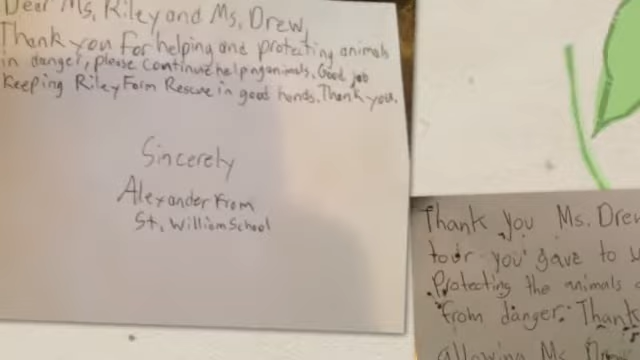 Dear Ms. Riley and Ms. Drew,
Thank you for helping and protecting animals
in danger, please continue helping animals. Good job
Keeping Riley Farm Rescue in good hands. Thank you.
Sincerely
Alexander From
St. William School
Thank you Ms. Drew
tour you gave to
Protecting the animals
from danger. Thank
allowing Ms.